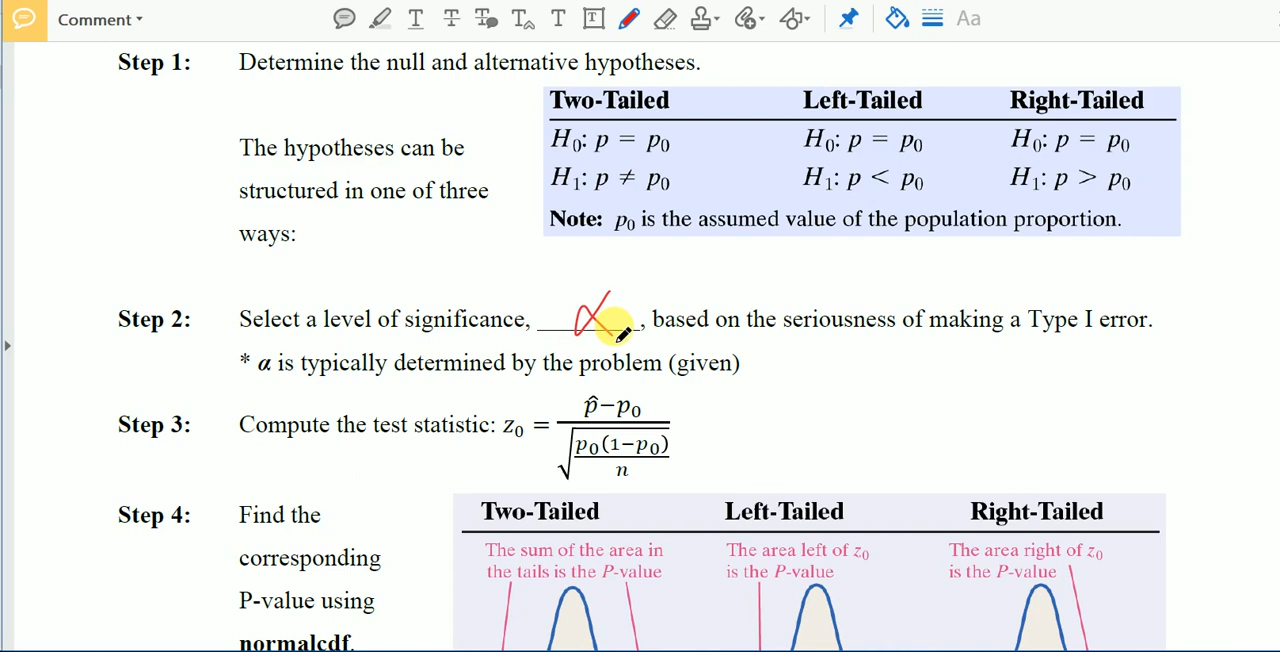 Comment
Aa
Step 1: Determine the null and alternative hypotheses.
The hypotheses can be
structured in one of three
ways:
Two-Tailed Left-Tailed Right-Tailed
H₀: p = p₀ H₀: p = p₀ H₀: p = p₀
H₁: p ≠ p₀ H₁: p < p₀ H₁: p > p₀
Note: p₀ is the assumed value of the population proportion.
Step 2: Select a level of significance, __α__, based on the seriousness of making a Type I error.
* α is typically determined by the problem (given)
Step 3: Compute the test statistic: z₀ = (p̂−p₀)/√(p₀(1−p₀)/n)
Step 4: Find the
corresponding
P-value using
normalcdf.
Two-Tailed Left-Tailed Right-Tailed
The sum of the area in The area left of z₀ The area right of z₀
the tails is the P-value is the P-value is the P-value